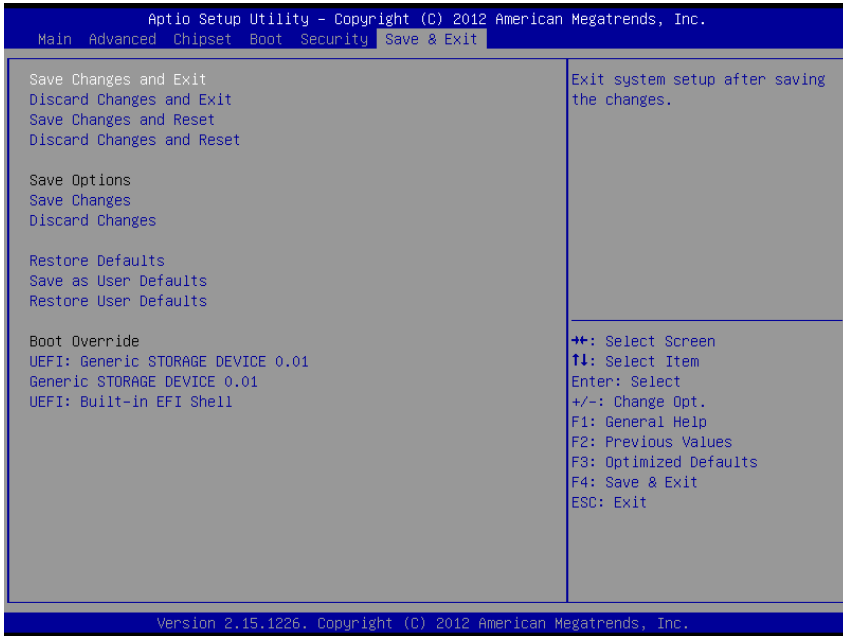 Aptio Setup Utility – Copyright (C) 2012 American Megatrends, Inc.
Main Advanced Chipset Boot Security Save & Exit
Save Changes and Exit
Discard Changes and Exit
Save Changes and Reset
Discard Changes and Reset
Save Options
Save Changes
Discard Changes
Restore Defaults
Save as User Defaults
Restore User Defaults
Boot Override
UEFI: Generic STORAGE DEVICE 0.01
Generic STORAGE DEVICE 0.01
UEFI: Built-in EFI Shell
Exit system setup after saving
the changes.
→←: Select Screen
↑↓: Select Item
Enter: Select
+/-: Change Opt.
F1: General Help
F2: Previous Values
F3: Optimized Defaults
F4: Save & Exit
ESC: Exit
Version 2.15.1226. Copyright (C) 2012 American Megatrends, Inc.